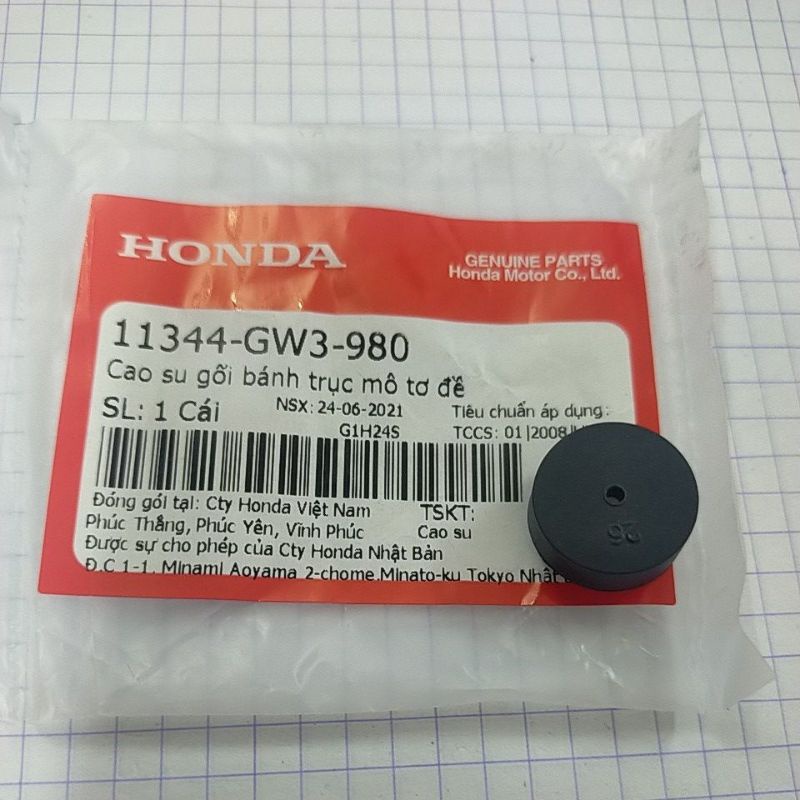 HONDA
GENUINE PARTS
Honda Motor Co., Ltd.
11344-GW3-980
Cao su gối bánh trục mô tơ đề
SL: 1 Cái
NSX: 24-06-2021
Tiêu chuẩn áp dụng:
G1H24S
TCCS: 01|2008
Đóng gói tại: Cty Honda Việt Nam
TSKT:
Phúc Thắng, Phúc Yên, Vĩnh Phúc
Cao su
Được sự cho phép của Cty Honda Nhật Bản
Đ.C 1-1, Minami Aoyama 2-chome, Minato-ku Tokyo Nhật
26